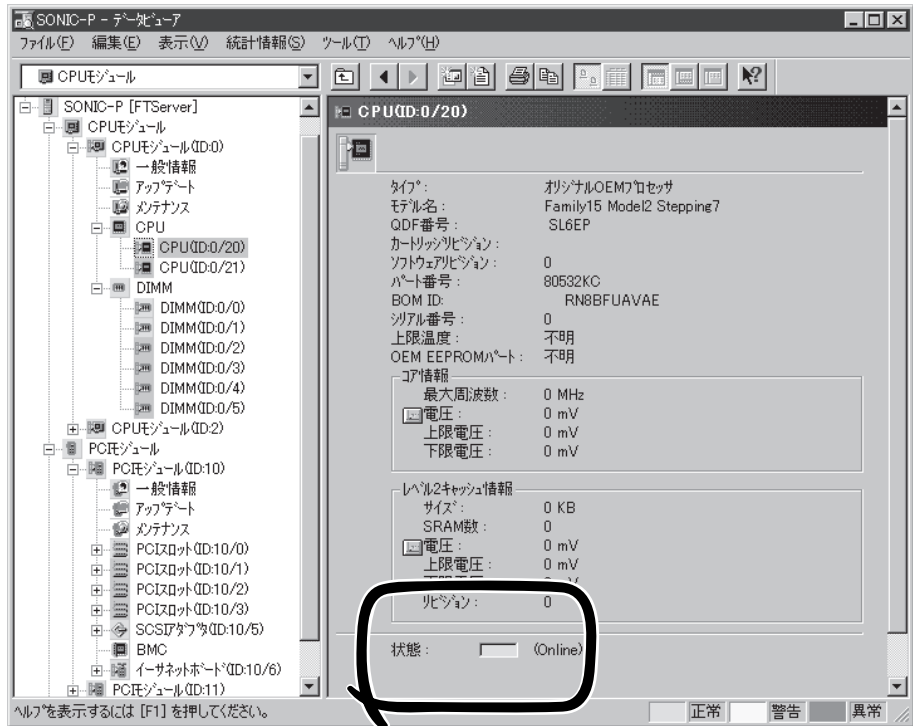 SONIC-P - ﾃﾞｰﾀﾋﾞｭｰｱ
ﾌｧｲﾙ(F) 編集(E) 表示(V) 統計情報(S) ﾂｰﾙ(T) ﾍﾙﾌﾟ(H)
CPUﾓｼﾞｭｰﾙ
SONIC-P [FTServer]
CPUﾓｼﾞｭｰﾙ
CPUﾓｼﾞｭｰﾙ(ID:0)
一般情報
ｱｯﾌﾟﾃﾞｰﾄ
ﾒﾝﾃﾅﾝｽ
CPU
CPU(ID:0/20)
CPU(ID:0/21)
DIMM
DIMM(ID:0/0)
DIMM(ID:0/1)
DIMM(ID:0/2)
DIMM(ID:0/3)
DIMM(ID:0/4)
DIMM(ID:0/5)
CPUﾓｼﾞｭｰﾙ(ID:2)
PCIﾓｼﾞｭｰﾙ
PCIﾓｼﾞｭｰﾙ(ID:10)
一般情報
ｱｯﾌﾟﾃﾞｰﾄ
ﾒﾝﾃﾅﾝｽ
PCIｽﾛｯﾄ(ID:10/0)
PCIｽﾛｯﾄ(ID:10/1)
PCIｽﾛｯﾄ(ID:10/2)
PCIｽﾛｯﾄ(ID:10/3)
SCSIｱﾀﾞﾌﾟﾀ(ID:10/5)
BMC
ｲｰｻﾈｯﾄﾎﾞｰﾄﾞ(ID:10/6)
PCIﾓｼﾞｭｰﾙ(ID:11)
CPU(ID:0/20)
ﾀｲﾌﾟ: ｵﾘｼﾞﾅﾙOEMﾌﾟﾛｾｯｻ
ﾓﾃﾞﾙ名: Family15 Model2 Stepping7
QDF番号: SL6EP
ｶｰﾄﾘｯｼﾞﾘﾋﾞｼﾞｮﾝ:
ｿﾌﾄｳｪｱﾘﾋﾞｼﾞｮﾝ: 0
ﾊﾟｰﾄ番号: 80532KC
BOM ID: RN8BFUAVAE
ｼﾘｱﾙ番号: 0
上限温度: 不明
OEM EEPROMﾊﾟｰﾄ: 不明
ｺｱ情報
最大周波数: 0 MHz
電圧: 0 mV
上限電圧: 0 mV
下限電圧: 0 mV
ﾚﾍﾞﾙ2ｷｬｯｼｭ情報
ｻｲｽﾞ: 0 KB
SRAM数: 0
電圧: 0 mV
上限電圧: 0 mV
ﾘﾋﾞｼﾞｮﾝ: 0
状態: (Online)
ﾍﾙﾌﾟを表示するには [F1] を押してください。 正常 警告 異常